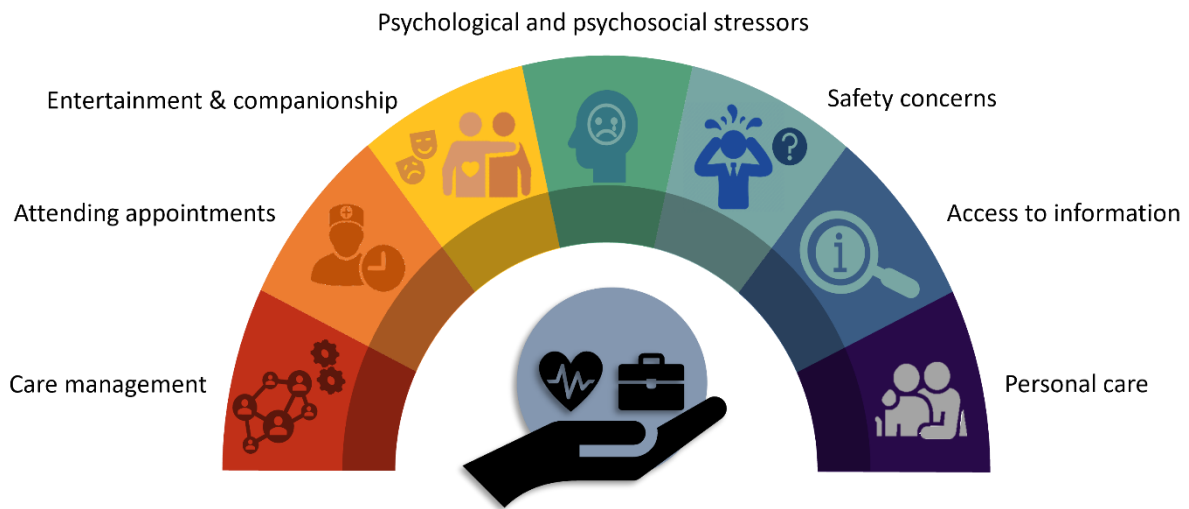 Psychological and psychosocial stressors
Entertainment & companionship
Safety concerns
Attending appointments
Access to information
Care management
Personal care